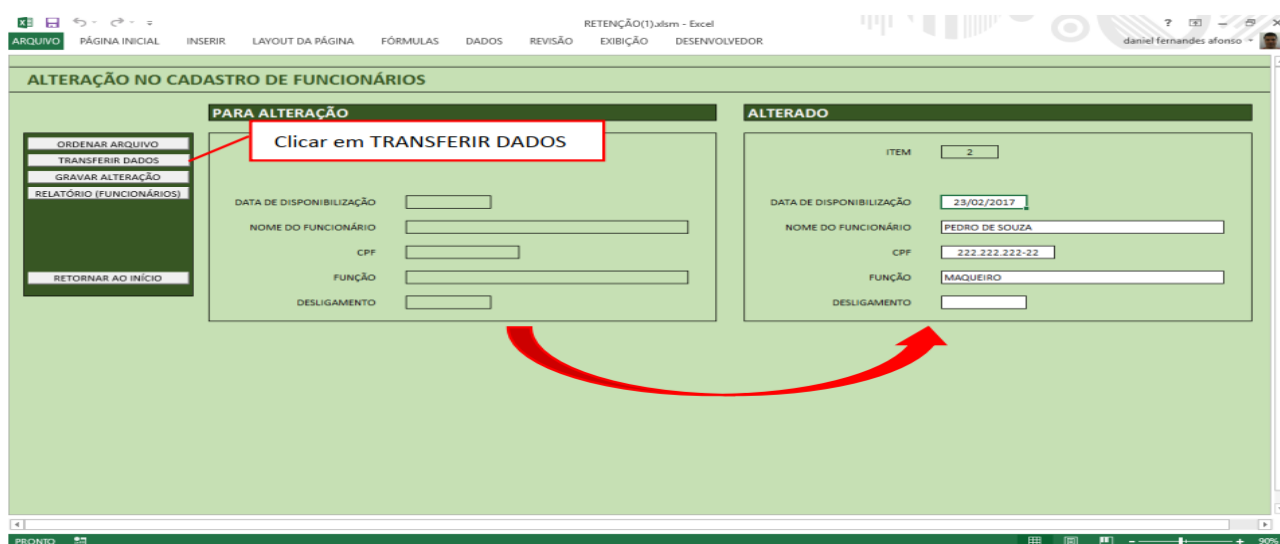 RETENÇÃO(1).xlsm - Excel
ARQUIVO PÁGINA INICIAL INSERIR LAYOUT DA PÁGINA FÓRMULAS DADOS REVISÃO EXIBIÇÃO DESENVOLVEDOR daniel fernandes afonso
ALTERAÇÃO NO CADASTRO DE FUNCIONÁRIOS
ORDENAR ARQUIVO
TRANSFERIR DADOS
GRAVAR ALTERAÇÃO
RELATÓRIO (FUNCIONÁRIOS)
RETORNAR AO INÍCIO
PARA ALTERAÇÃO
Clicar em TRANSFERIR DADOS
DATA DE DISPONIBILIZAÇÃO
NOME DO FUNCIONÁRIO
CPF
FUNÇÃO
DESLIGAMENTO
ALTERADO
ITEM 2
DATA DE DISPONIBILIZAÇÃO 23/02/2017
NOME DO FUNCIONÁRIO PEDRO DE SOUZA
CPF 222.222.222-22
FUNÇÃO MAQUEIRO
DESLIGAMENTO
PRONTO 90%